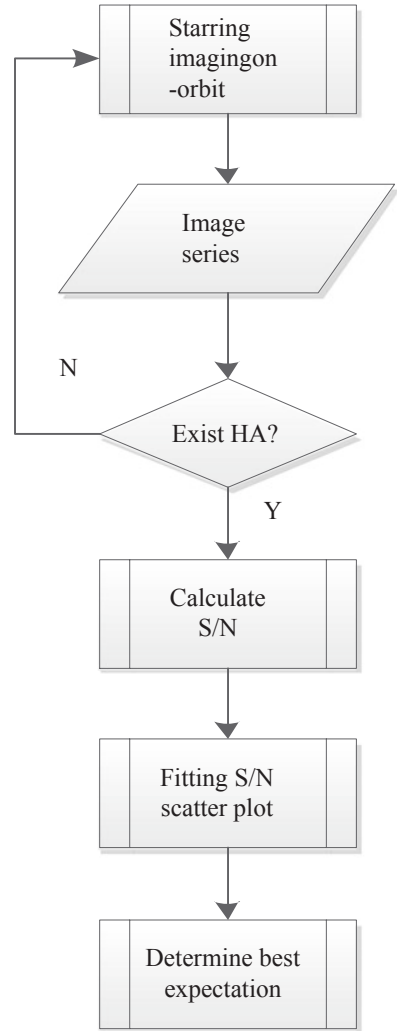 Starring
imagingon
-orbit
Image
series
N
Exist HA?
Y
Calculate
S/N
Fitting S/N
scatter plot
Determine best
expectation